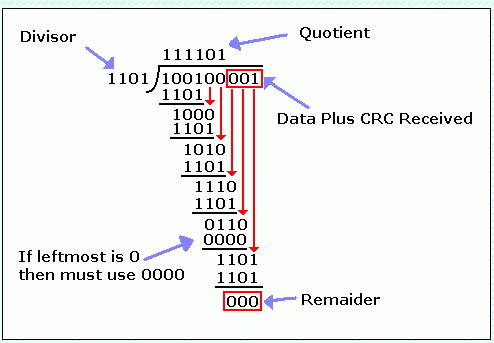 Divisor
Quotient
111101
1101 100100001
1101
Data Plus CRC Received
1000
1101
1010
1101
1110
1101
0110
If leftmost is 0
then must use 0000
0000
1101
1101
000
Remaider